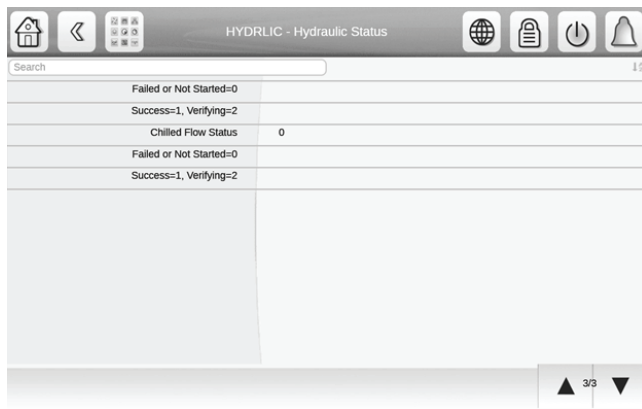 HYDRLIC - Hydraulic Status
Search
Failed or Not Started=0
Success=1, Verifying=2
Chilled Flow Status 0
Failed or Not Started=0
Success=1, Verifying=2
3/3